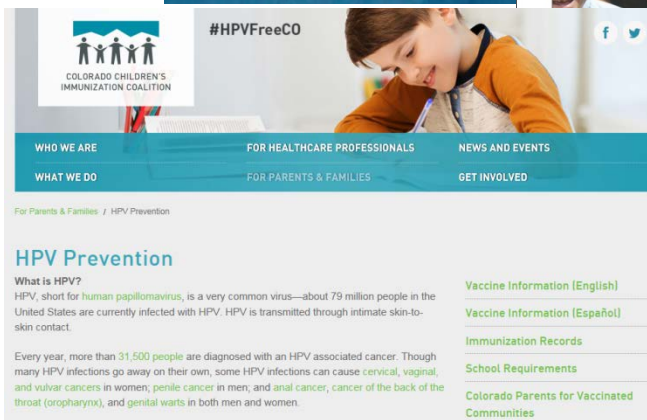 #HPVFreeCO
f
COLORADO CHILDREN'S
IMMUNIZATION COALITION
WHO WE ARE
FOR HEALTHCARE PROFESSIONALS
NEWS AND EVENTS
WHAT WE DO
FOR PARENTS & FAMILIES
GET INVOLVED
For Parents & Families / HPV Prevention
HPV Prevention
What is HPV?
HPV, short for human papillomavirus, is a very common virus—about 79 million people in the
United States are currently infected with HPV. HPV is transmitted through intimate skin-to-
skin contact.
Every year, more than 31,500 people are diagnosed with an HPV associated cancer. Though
many HPV infections go away on their own, some HPV infections can cause cervical, vaginal,
and vulvar cancers in women; penile cancer in men; and anal cancer, cancer of the back of the
throat (oropharynx), and genital warts in both men and women.
Vaccine Information (English)
Vaccine Information (Español)
Immunization Records
School Requirements
Colorado Parents for Vaccinated
Communities